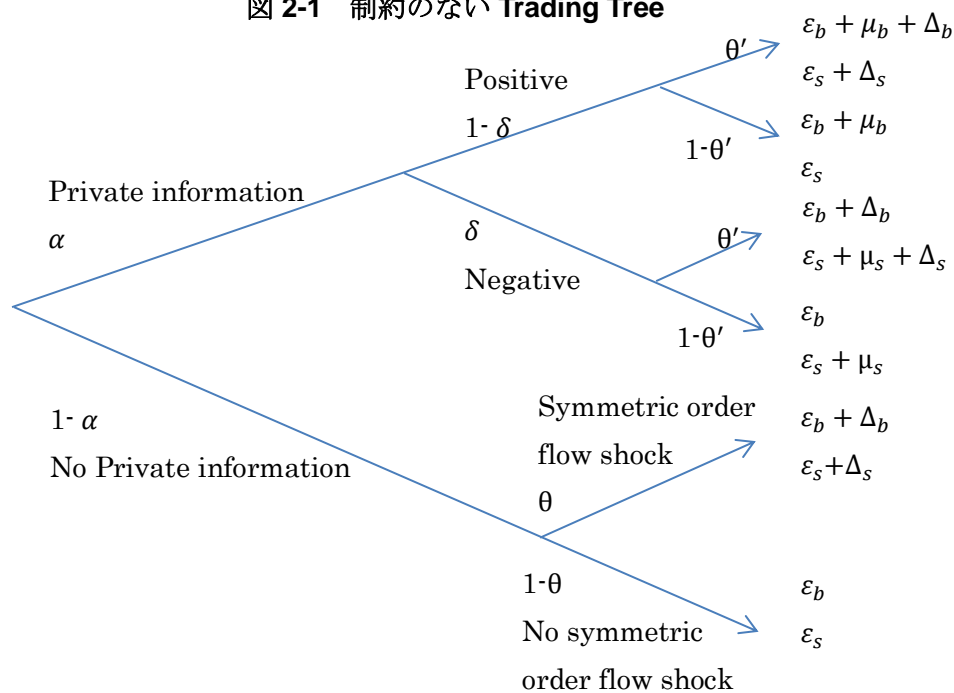 図 2-1 制約のない Trading Tree
θ′
ε_b + μ_b + Δ_b
Positive
ε_s + Δ_s
1- δ
1-θ′
ε_b + μ_b
ε_s
Private information
α
δ
θ′
ε_b + Δ_b
ε_s + μ_s + Δ_s
Negative
1-θ′
ε_b
ε_s + μ_s
1- α
No Private information
Symmetric order
flow shock
θ
ε_b + Δ_b
ε_s+Δ_s
1-θ
No symmetric
order flow shock
ε_b
ε_s